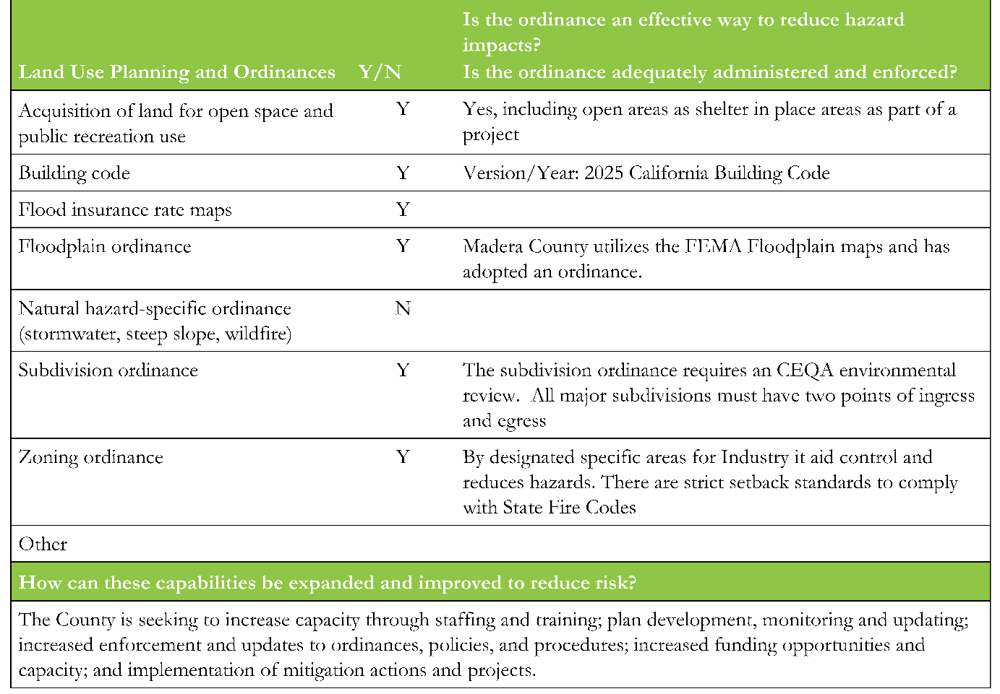 Is the ordinance an effective way to reduce hazard
impacts?
Land Use Planning and Ordinances Y/N Is the ordinance adequately administered and enforced?
Acquisition of land for open space and Y Yes, including open areas as shelter in place areas as part of a
public recreation use project
Building code Y Version/Year: 2025 California Building Code
Flood insurance rate maps Y
Floodplain ordinance Y Madera County utilizes the FEMA Floodplain maps and has
adopted an ordinance.
Natural hazard-specific ordinance N
(stormwater, steep slope, wildfire)
Subdivision ordinance Y The subdivision ordinance requires an CEQA environmental
review.  All major subdivisions must have two points of ingress
and egress
Zoning ordinance Y By designated specific areas for Industry it aid control and
reduces hazards. There are strict setback standards to comply
with State Fire Codes
Other
How can these capabilities be expanded and improved to reduce risk?
The County is seeking to increase capacity through staffing and training; plan development, monitoring and updating;
increased enforcement and updates to ordinances, policies, and procedures; increased funding opportunities and
capacity; and implementation of mitigation actions and projects.